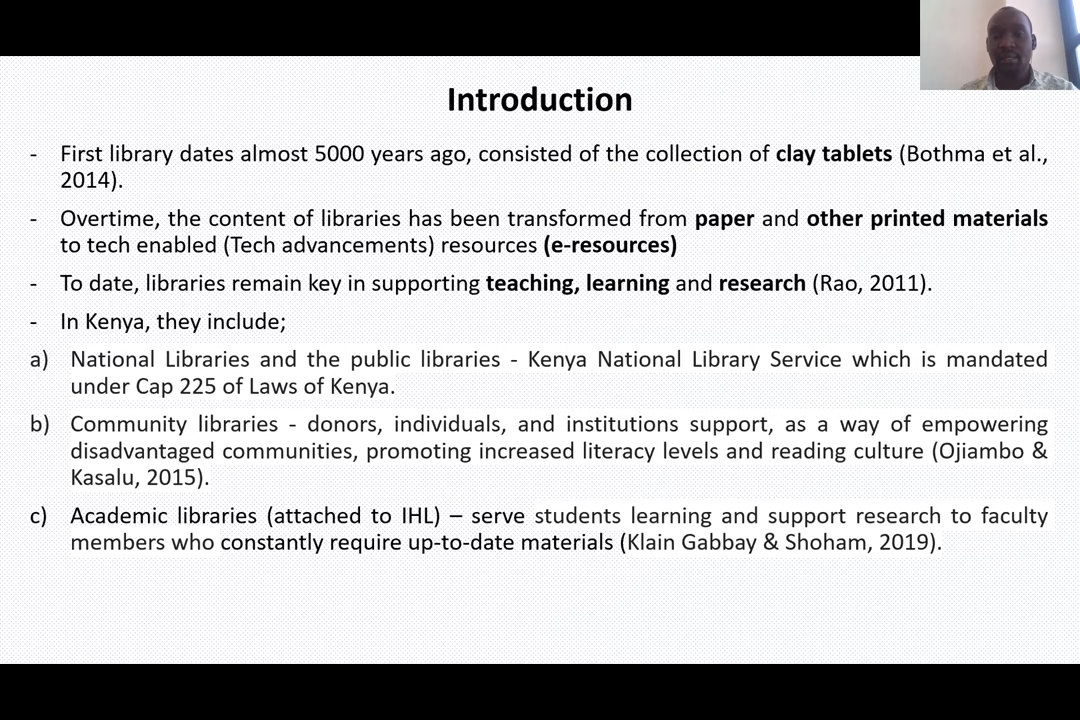 Introduction
- First library dates almost 5000 years ago, consisted of the collection of clay tablets (Bothma et al.,
2014).
- Overtime, the content of libraries has been transformed from paper and other printed materials
to tech enabled (Tech advancements) resources (e-resources)
- To date, libraries remain key in supporting teaching, learning and research (Rao, 2011).
- In Kenya, they include;
a) National Libraries and the public libraries - Kenya National Library Service which is mandated
under Cap 225 of Laws of Kenya.
b) Community libraries - donors, individuals, and institutions support, as a way of empowering
disadvantaged communities, promoting increased literacy levels and reading culture (Ojiambo &
Kasalu, 2015).
c) Academic libraries (attached to IHL) – serve students learning and support research to faculty
members who constantly require up-to-date materials (Klain Gabbay & Shoham, 2019).